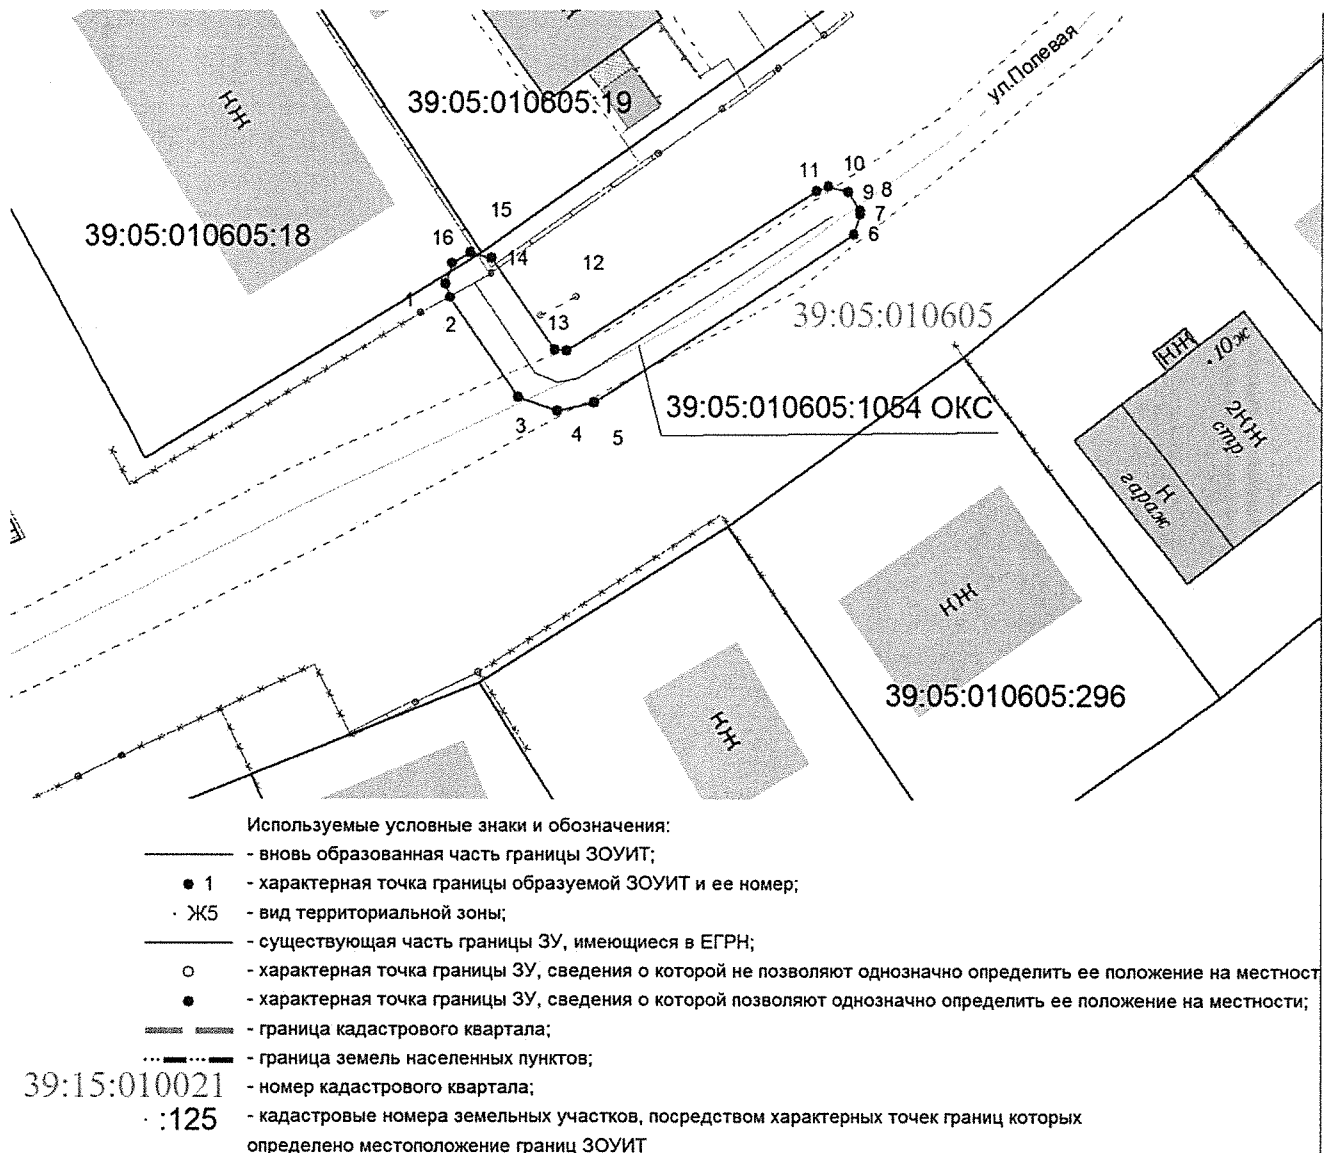 ул.Полевая
НЖ
39:05:010605:19
11
10
9
8
7
6
15
39:05:010605:18
16
14
12
1
2
13
39:05:010605
НЖ
.10ж
39:05:010605:1054 ОКС
2НЖ
стр
3
4
5
Н
гараж
НЖ
39:05:010605:296
НЖ
Используемые условные знаки и обозначения:
- вновь образованная часть границы ЗОУИТ;
1 - характерная точка границы образуемой ЗОУИТ и ее номер;
· Ж5 - вид территориальной зоны;
- существующая часть границы ЗУ, имеющиеся в ЕГРН;
- характерная точка границы ЗУ, сведения о которой не позволяют однозначно определить ее положение на местност
- характерная точка границы ЗУ, сведения о которой позволяют однозначно определить ее положение на местности;
- граница кадастрового квартала;
- граница земель населенных пунктов;
39:15:010021 - номер кадастрового квартала;
· :125 - кадастровые номера земельных участков, посредством характерных точек границ которых
определено местоположение границ ЗОУИТ